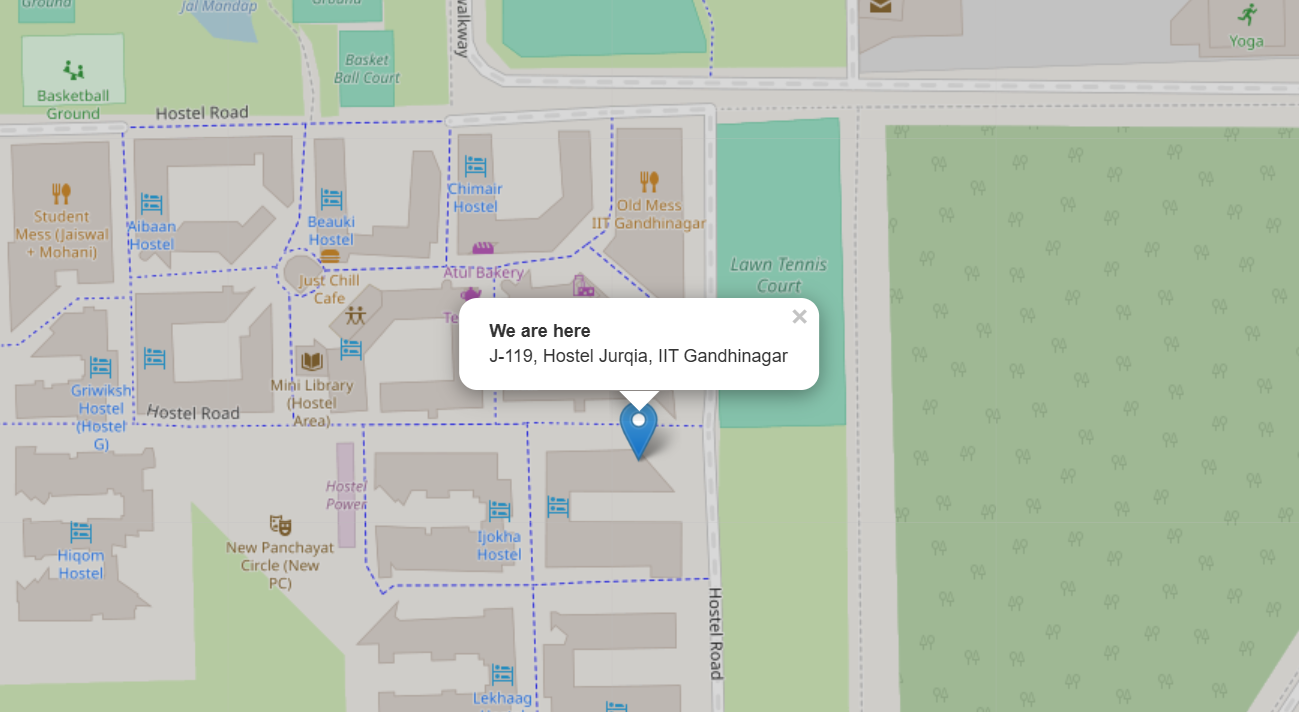 Ground
Jal Mandap
Ground
walkway
Yoga
Basket
Ball Court
Basketball
Ground
Hostel Road
Student
Mess (Jaiswal
+ Mohani)
Aibaan
Hostel
Beauki
Hostel
Chimair
Hostel
Old Mess
IIT Gandhinagar
Just Chill
Cafe
Atul Bakery
Te
Lawn Tennis
Court
×
We are here
J-119, Hostel Jurqia, IIT Gandhinagar
Griwiksh
Hostel
(Hostel
G)
Mini Library
(Hostel
Area)
Hostel Road
Hostel
Power
Hiqom
Hostel
New Panchayat
Circle (New
PC)
Ijokha
Hostel
Hostel Road
Lekhaag